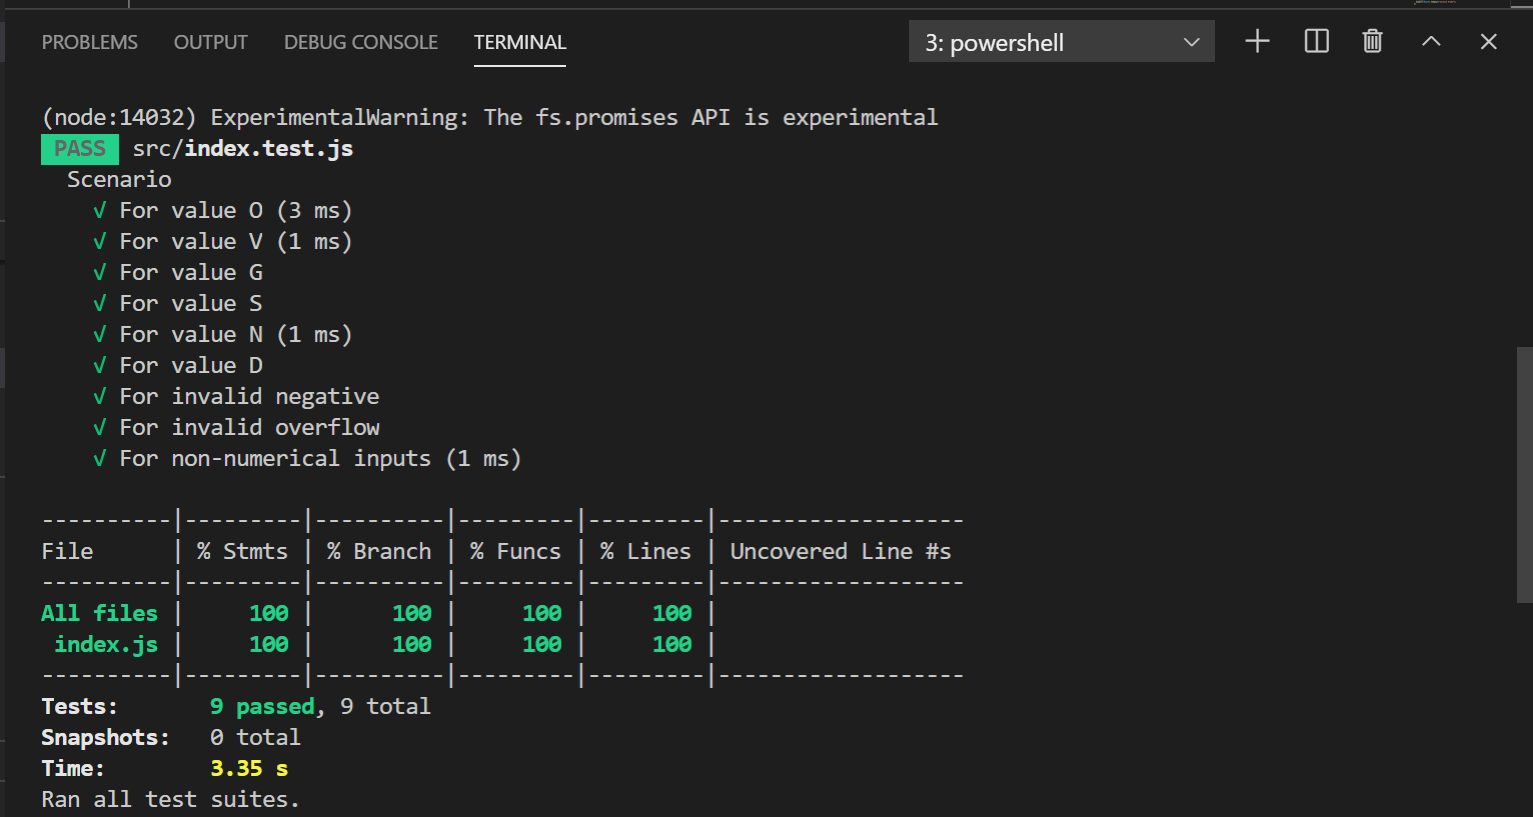 PROBLEMS OUTPUT DEBUG CONSOLE TERMINAL 3: powershell
(node:14032) ExperimentalWarning: The fs.promises API is experimental
PASS src/index.test.js
Scenario
√ For value O (3 ms)
√ For value V (1 ms)
√ For value G
√ For value S
√ For value N (1 ms)
√ For value D
√ For invalid negative
√ For invalid overflow
√ For non-numerical inputs (1 ms)
----------|---------|----------|---------|---------|-------------------
File      | % Stmts | % Branch | % Funcs | % Lines | Uncovered Line #s
----------|---------|----------|---------|---------|-------------------
All files |     100 |      100 |     100 |     100 |
 index.js |     100 |      100 |     100 |     100 |
----------|---------|----------|---------|---------|-------------------
Tests:       9 passed, 9 total
Snapshots:   0 total
Time:        3.35 s
Ran all test suites.